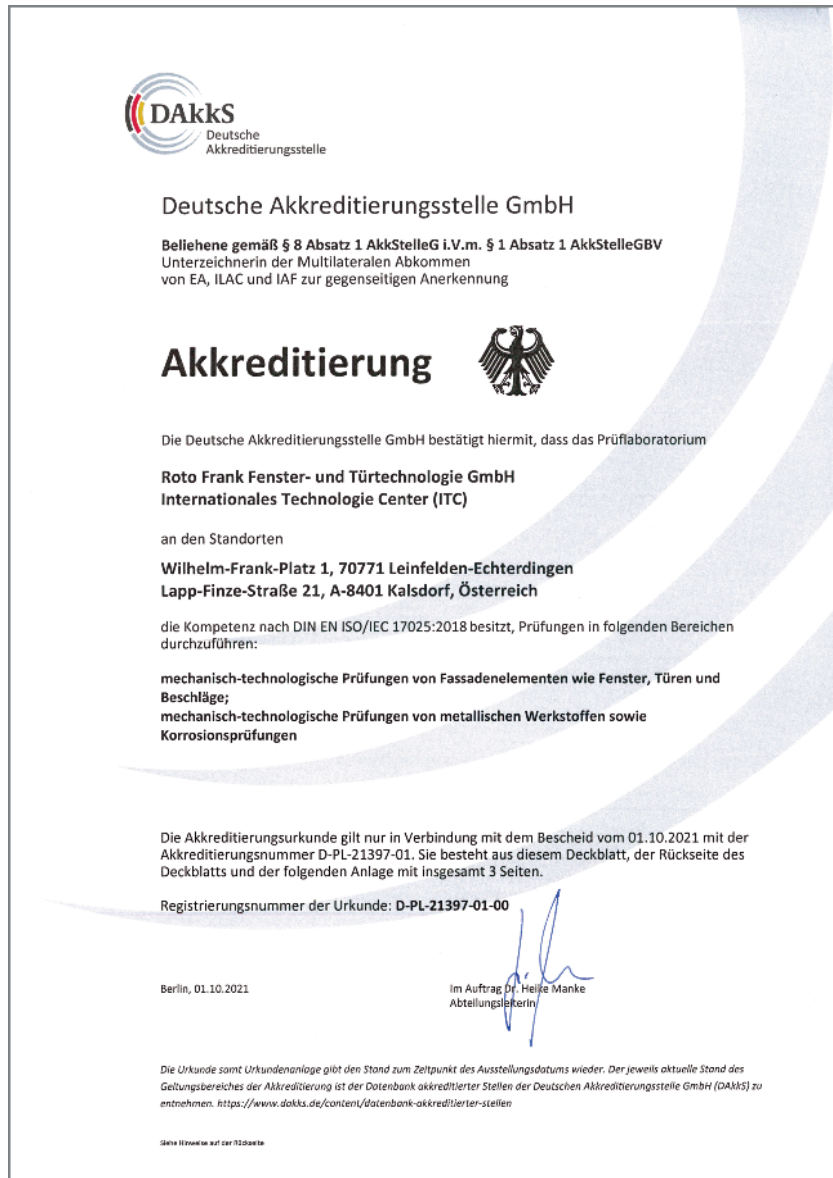 DAkkS
Deutsche
Akkreditierungsstelle
Deutsche Akkreditierungsstelle GmbH
Beliehene gemäß § 8 Absatz 1 AkkStelleG i.V.m. § 1 Absatz 1 AkkStelleGBV
Unterzeichnerin der Multilateralen Abkommen
von EA, ILAC und IAF zur gegenseitigen Anerkennung
Akkreditierung
Die Deutsche Akkreditierungsstelle GmbH bestätigt hiermit, dass das Prüflaboratorium
Roto Frank Fenster- und Türtechnologie GmbH
Internationales Technologie Center (ITC)
an den Standorten
Wilhelm-Frank-Platz 1, 70771 Leinfelden-Echterdingen
Lapp-Finze-Straße 21, A-8401 Kalsdorf, Österreich
die Kompetenz nach DIN EN ISO/IEC 17025:2018 besitzt, Prüfungen in folgenden Bereichen
durchzuführen:
mechanisch-technologische Prüfungen von Fassadenelementen wie Fenster, Türen und
Beschläge;
mechanisch-technologische Prüfungen von metallischen Werkstoffen sowie
Korrosionsprüfungen
Die Akkreditierungsurkunde gilt nur in Verbindung mit dem Bescheid vom 01.10.2021 mit der
Akkreditierungsnummer D-PL-21397-01. Sie besteht aus diesem Deckblatt, der Rückseite des
Deckblatts und der folgenden Anlage mit insgesamt 3 Seiten.
Registrierungsnummer der Urkunde: D-PL-21397-01-00
Berlin, 01.10.2021
Im Auftrag Dr. Heike Manke
Abteilungsleiterin
Die Urkunde samt Urkundenanlage gibt den Stand zum Zeitpunkt des Ausstellungsdatums wieder. Der jeweils aktuelle Stand des
Geltungsbereiches der Akkreditierung ist der Datenbank akkreditierter Stellen der Deutschen Akkreditierungsstelle GmbH (DAkkS) zu
entnehmen. https://www.dakks.de/content/datenbank-akkreditierter-stellen
Siehe Hinweise auf der Rückseite